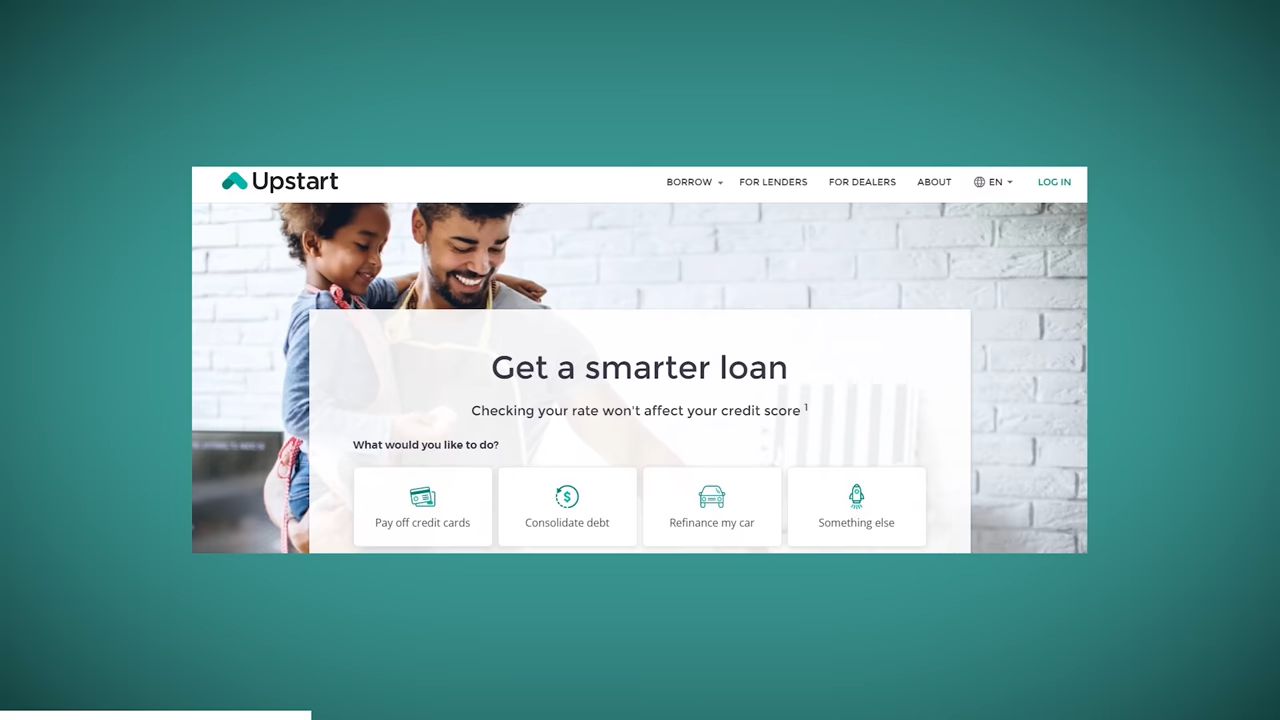 Upstart
BORROW FOR LENDERS FOR DEALERS ABOUT EN LOG IN
Get a smarter loan
Checking your rate won't affect your credit score 1
What would you like to do?
Pay off credit cards Consolidate debt Refinance my car Something else